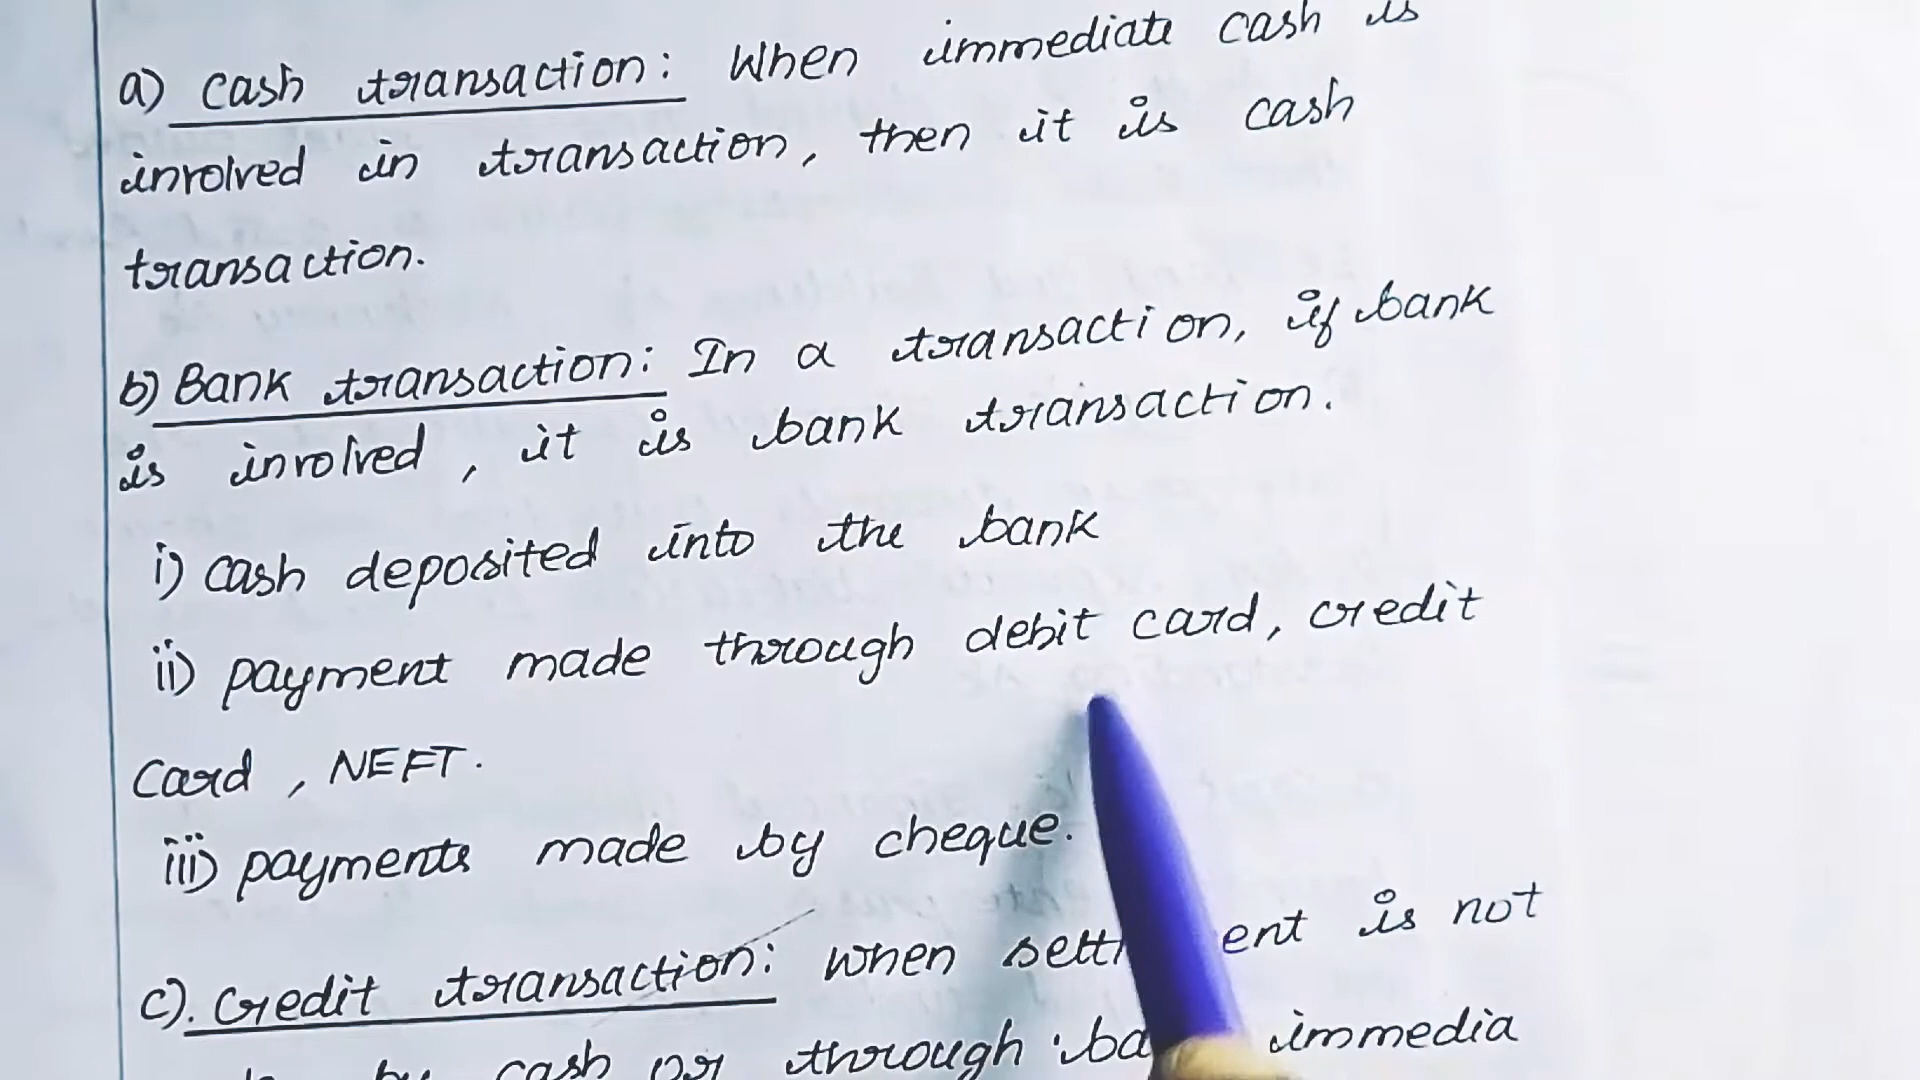 a) cash transaction: When immediate cash is
involved in transaction, then it is cash
transaction.
b) Bank transaction: In a transaction, if bank
is involved, it is bank transaction.
i) cash deposited into the bank
ii) payment made through debit card, credit
Card, NEFT.
iii) payments made by cheque.
c). Credit transaction: when is not
by cash or through immedia